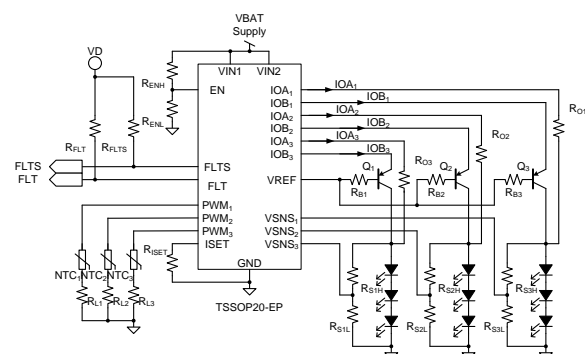 VBAT
Supply
VD
VIN1 VIN2
RENH
EN
RENL
IOA1 IOA1
IOB1 IOB1
IOA2 IOA2
IOB2 IOB2
IOA3 IOA3
IOB3 IOB3
RO1
RO2
RO3
RFLT RFLTS
FLTS FLTS
FLT FLT
VREF
Q1 Q2 Q3
RB1 RB2 RB3
PWM1
PWM2
PWM3
ISET
VSNS1
VSNS2
VSNS3
RISET
GND
NTC1 NTC2 NTC3
RL1 RL2 RL3
TSSOP20-EP
RS1H RS2H RS3H
RS1L RS2L RS3L